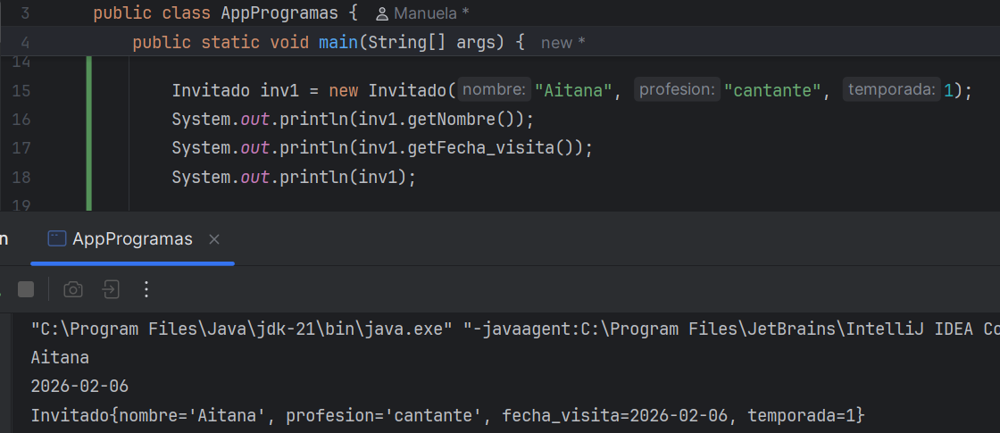 3 public class AppProgramas { Manuela *
4 public static void main(String[] args) { new *
14
15 Invitado inv1 = new Invitado( nombre: "Aitana", profesion: "cantante", temporada: 1);
16 System.out.println(inv1.getNombre());
17 System.out.println(inv1.getFecha_visita());
18 System.out.println(inv1);
19
n AppProgramas ×
"C:\Program Files\Java\jdk-21\bin\java.exe" "-javaagent:C:\Program Files\JetBrains\IntelliJ IDEA Co
Aitana
2026-02-06
Invitado{nombre='Aitana', profesion='cantante', fecha_visita=2026-02-06, temporada=1}